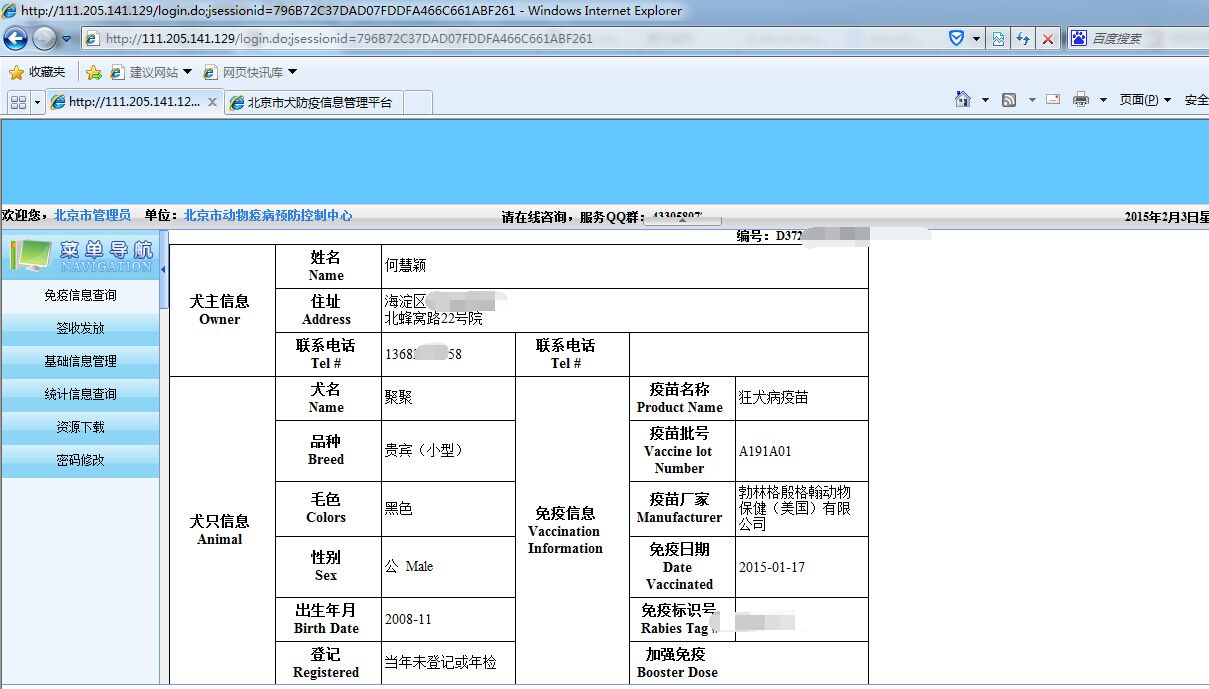 http://111.205.141.129/login.do;jsessionid=796B72C37DAD07FDDFA466C661ABF261 - Windows Internet Explorer
http://111.205.141.129/login.do;jsessionid=796B72C37DAD07FDDFA466C661ABF261
百度搜索
收藏夹
建议网站
网页快讯库
http://111.205.141.12...
北京市犬防疫信息管理平台
页面(P)
安全
欢迎您，北京市管理员 单位：北京市动物疫病预防控制中心
请在线咨询，服务QQ群：
2015年2月3日星
编号：D372
菜单导航
NAVIGATION
免疫信息查询
签收发放
基础信息管理
统计信息查询
资源下载
密码修改
犬主信息
Owner
姓名
Name
何慧颖
住址
Address
海淀区
北蜂窝路22号院
联系电话
Tel #
1368 58
联系电话
Tel #
犬只信息
Animal
犬名
Name
聚聚
品种
Breed
贵宾（小型）
毛色
Colors
黑色
性别
Sex
公 Male
出生年月
Birth Date
2008-11
登记
Registered
当年未登记或年检
免疫信息
Vaccination
Information
疫苗名称
Product Name
狂犬病疫苗
疫苗批号
Vaccine lot
Number
A191A01
疫苗厂家
Manufacturer
勃林格殷格翰动物
保健（美国）有限
公司
免疫日期
Date
Vaccinated
2015-01-17
免疫标识号
Rabies Tag #
加强免疫
Booster Dose